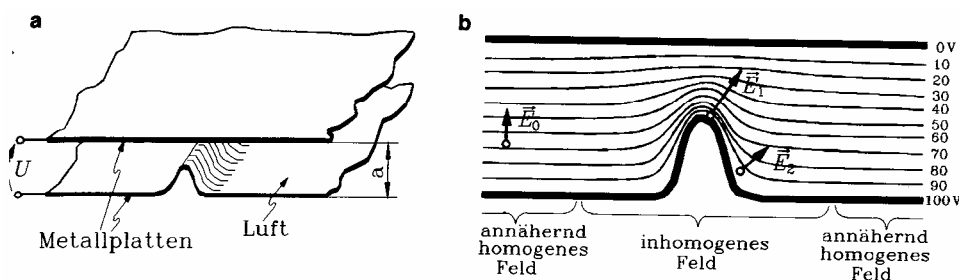 a
U
a
Metallplatten
Luft
b
0 V
10
20
30
40
50
60
70
80
90
100 V
E⃗0
E⃗1
E⃗2
annähernd
homogenes
Feld
inhomogenes
Feld
annähernd
homogenes
Feld